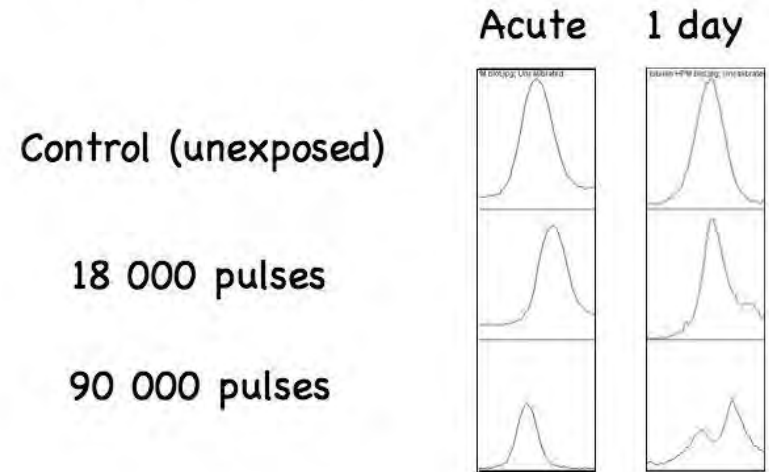 Acute 1 day
Control (unexposed)
18 000 pulses
90 000 pulses